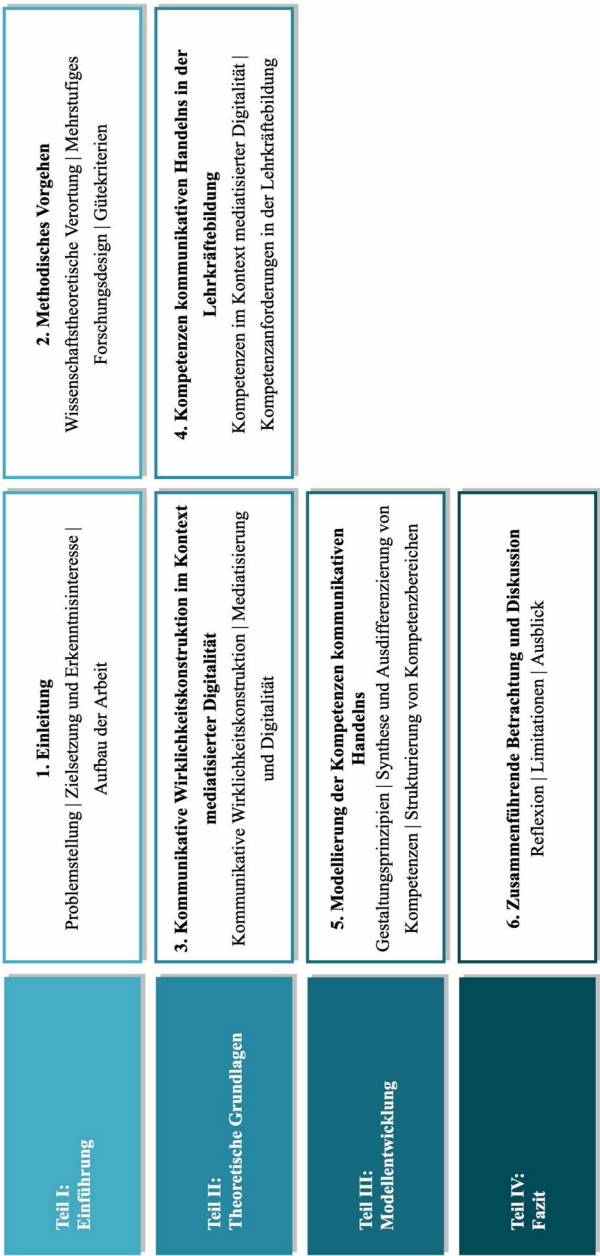 Teil I:
Einführung
1. Einleitung
Problemstellung | Zielsetzung und Erkenntnisinteresse |
Aufbau der Arbeit
2. Methodisches Vorgehen
Wissenschaftstheoretische Verortung | Mehrstufiges
Forschungsdesign | Gütekriterien
Teil II:
Theoretische Grundlagen
3. Kommunikative Wirklichkeitskonstruktion im Kontext
mediatisierter Digitalität
Kommunikative Wirklichkeitskonstruktion | Mediatisierung
und Digitalität
4. Kompetenzen kommunikativen Handelns in der
Lehrkräftebildung
Kompetenzen im Kontext mediatisierter Digitalität |
Kompetenzanforderungen in der Lehrkräftebildung
Teil III:
Modellentwicklung
5. Modellierung der Kompetenzen kommunikativen
Handelns
Gestaltungsprinzipien | Synthese und Ausdifferenzierung von
Kompetenzen | Strukturierung von Kompetenzbereichen
Teil IV:
Fazit
6. Zusammenführende Betrachtung und Diskussion
Reflexion | Limitationen | Ausblick